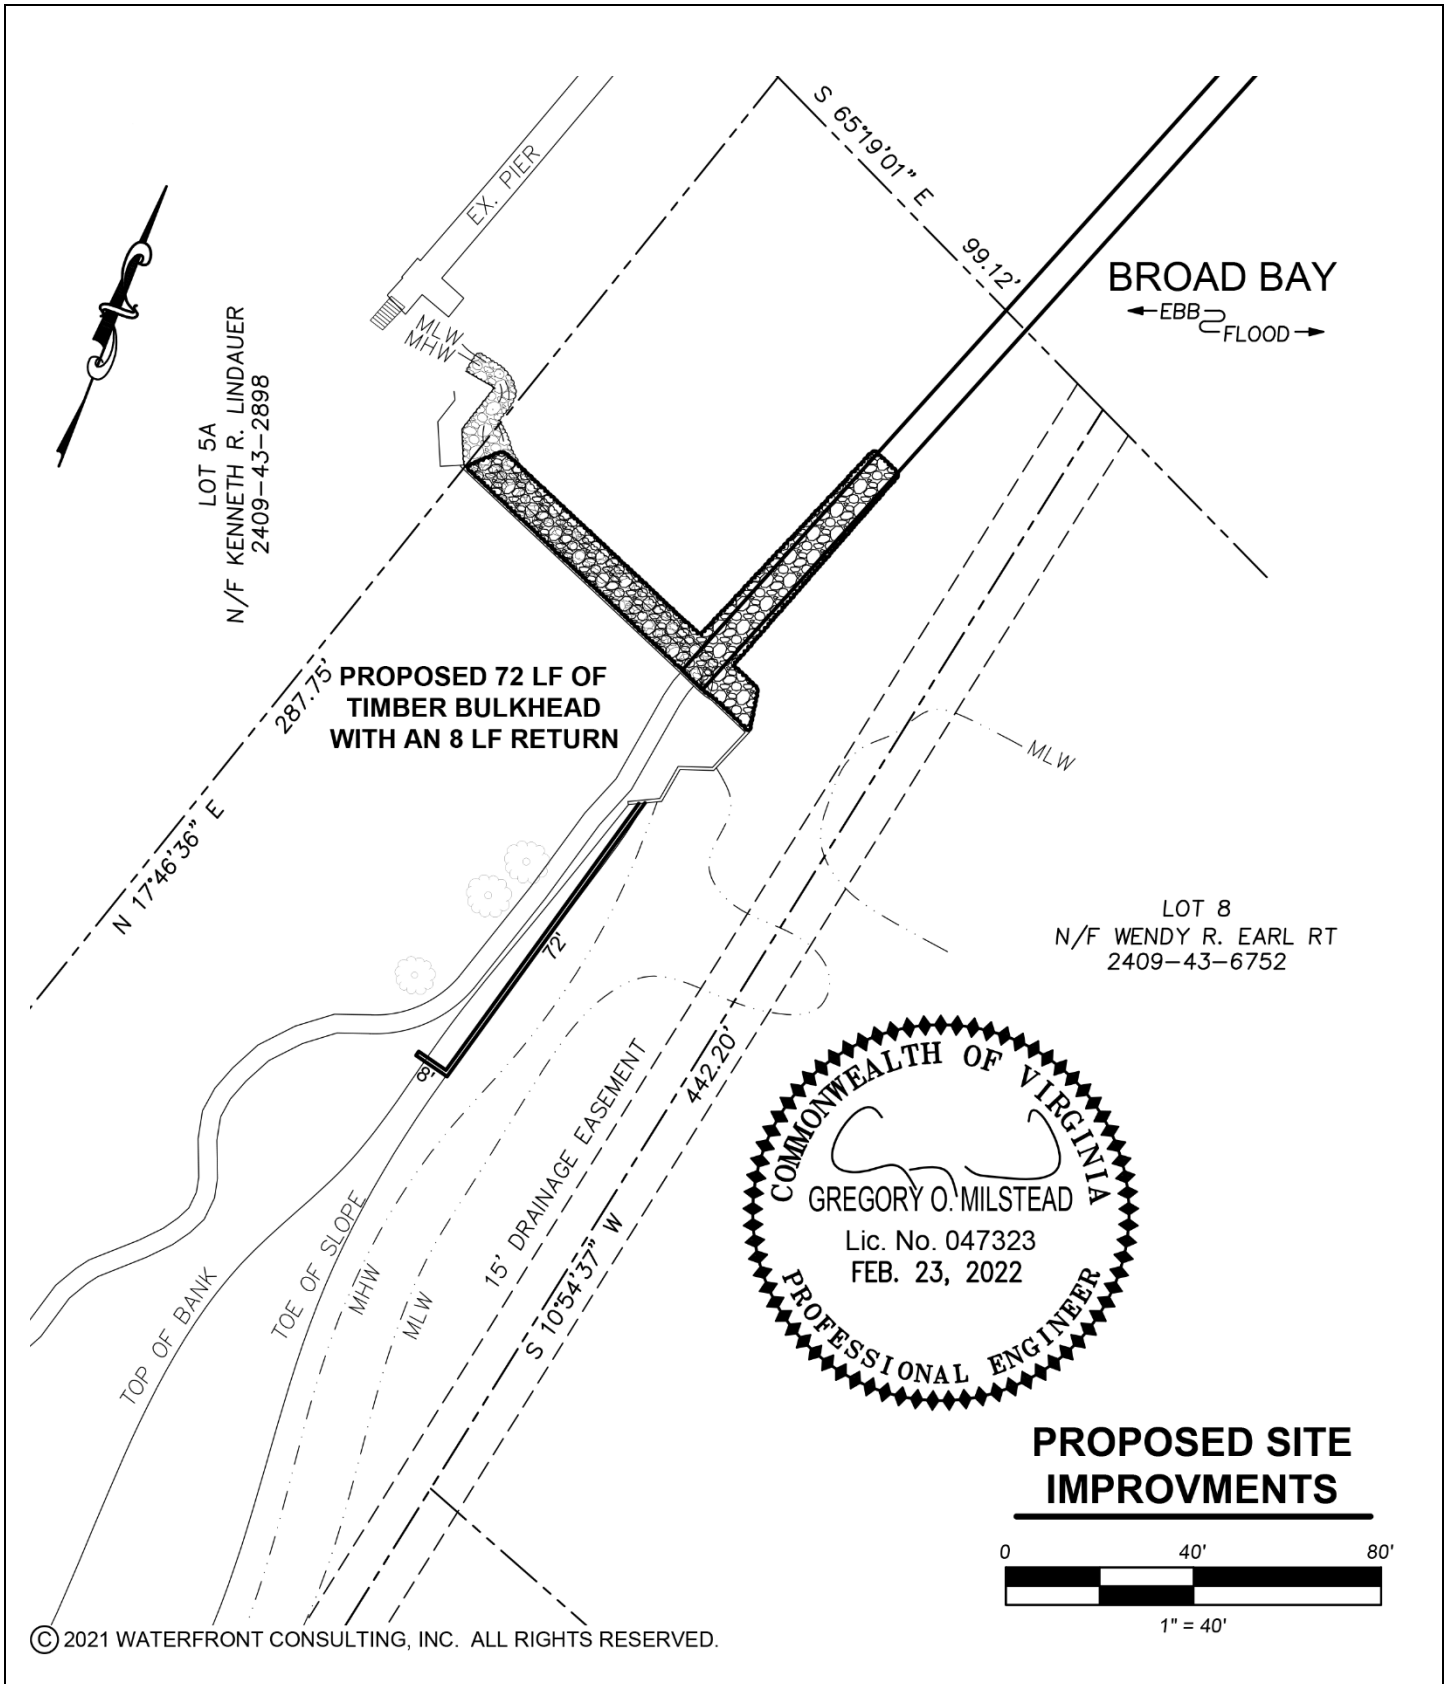 S 65°19'01" E
99.12'
EX. PIER
BROAD BAY
EBB
FLOOD
MLW
MHW
LOT 5A
N/F KENNETH R. LINDAUER
2409-43-2898
287.75'
N 17°46'36" E
PROPOSED 72 LF OF
TIMBER BULKHEAD
WITH AN 8 LF RETURN
MLW
72'
8'
LOT 8
N/F WENDY R. EARL RT
2409-43-6752
442.20'
15' DRAINAGE EASEMENT
S 10°54'37" W
TOP OF BANK
TOE OF SLOPE
MHW
MLW
COMMONWEALTH OF VIRGINIA
GREGORY O. MILSTEAD
Lic. No. 047323
FEB. 23, 2022
PROFESSIONAL ENGINEER
PROPOSED SITE
IMPROVMENTS
0 40' 80'
1" = 40'
© 2021 WATERFRONT CONSULTING, INC. ALL RIGHTS RESERVED.